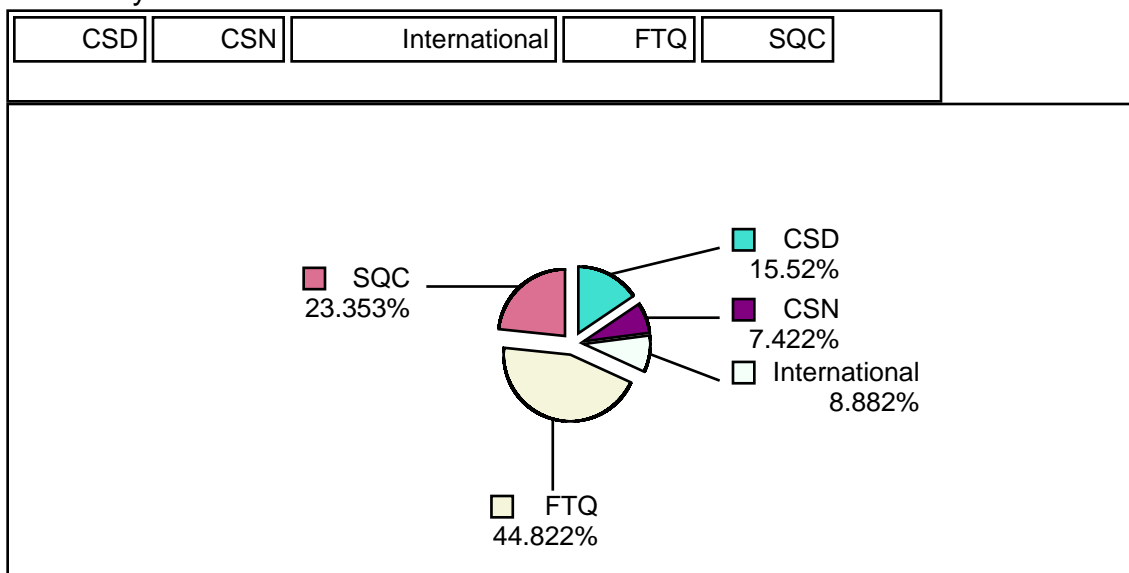 CSD CSN International FTQ SQC
CSD
15.52%
SQC
23.353%
CSN
7.422%
International
8.882%
FTQ
44.822%